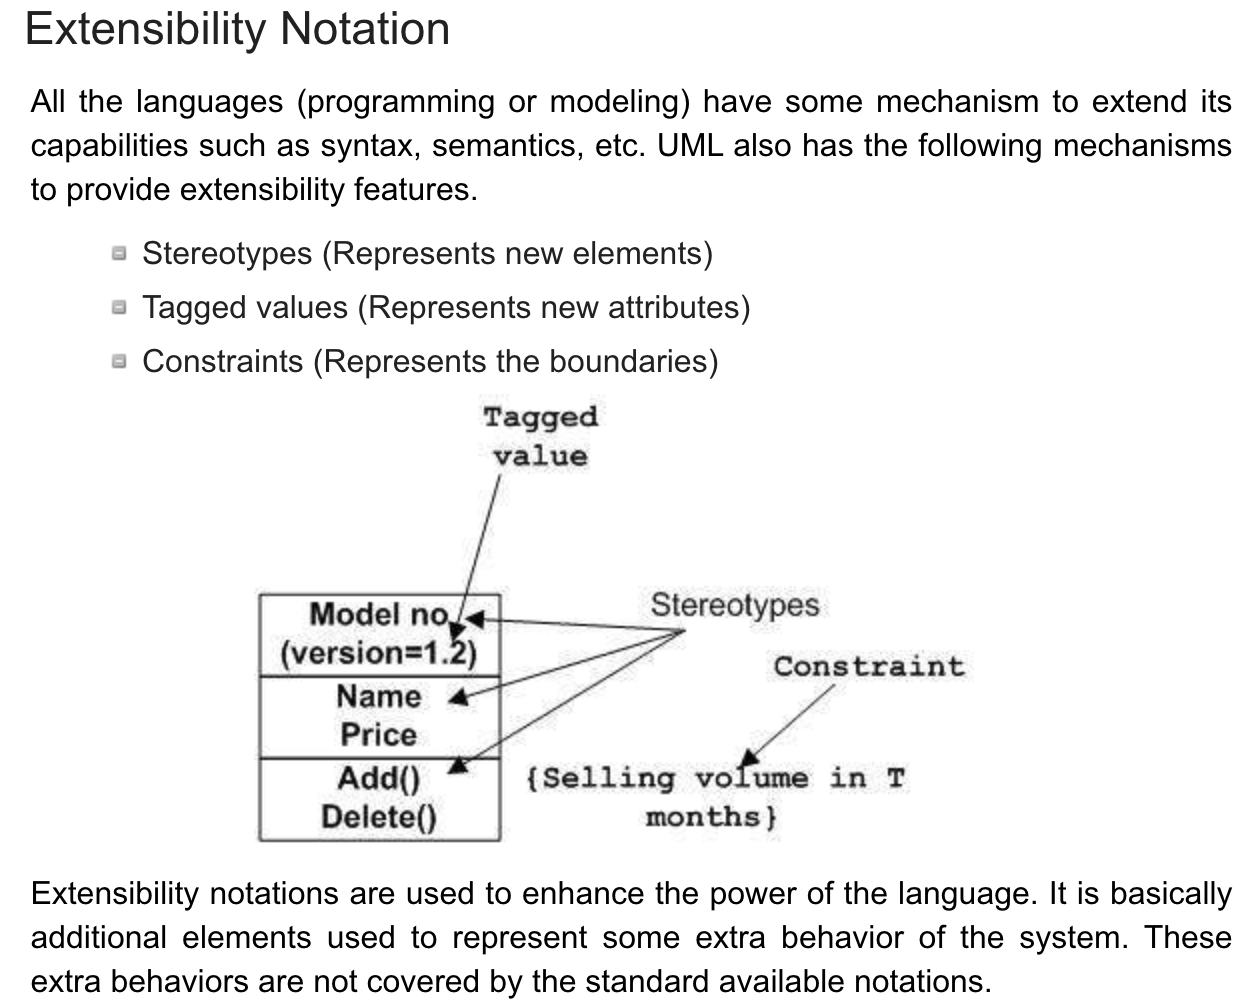 Extensibility Notation
All the languages (programming or modeling) have some mechanism to extend its
capabilities such as syntax, semantics, etc. UML also has the following mechanisms
to provide extensibility features.
Stereotypes (Represents new elements)
Tagged values (Represents new attributes)
Constraints (Represents the boundaries)
Tagged
value
Model no.
(version=1.2)
Name
Price
Add()
Delete()
Stereotypes
Constraint
{Selling volume in T
months}
Extensibility notations are used to enhance the power of the language. It is basically
additional elements used to represent some extra behavior of the system. These
extra behaviors are not covered by the standard available notations.